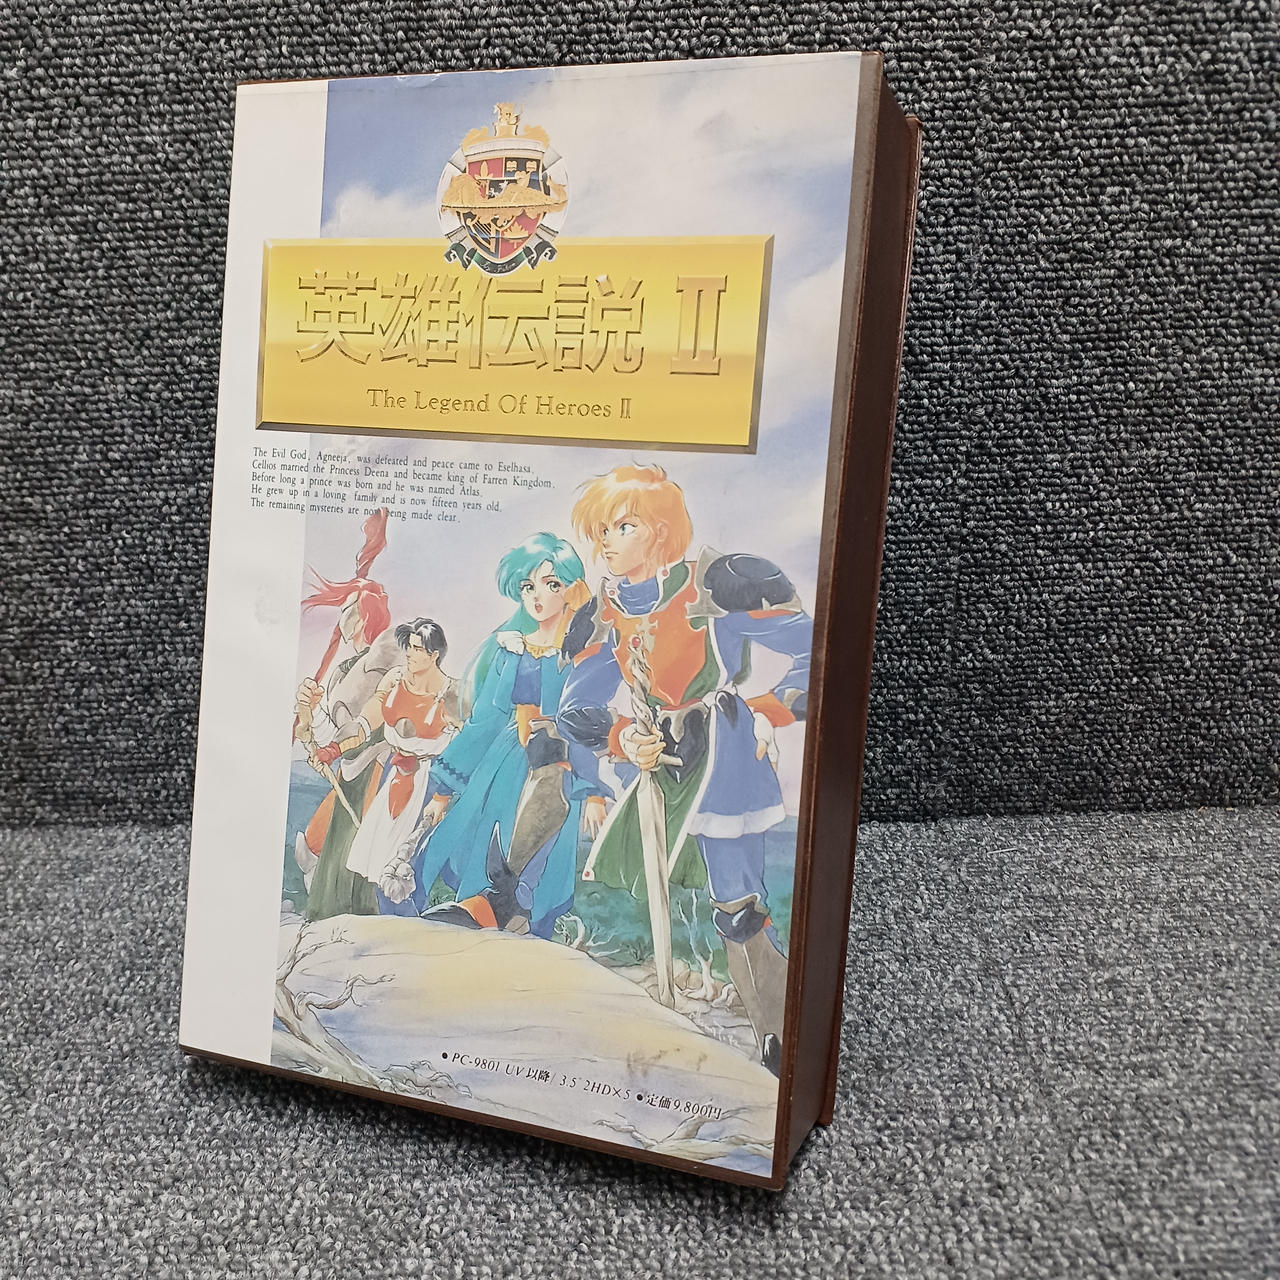 英雄伝説 Ⅱ
The Legend Of Heroes Ⅱ
The Evil God, Agneeja, was defeated and peace came to Eselhasa.
Cellios married the Princess Deena and became king of Farren Kingdom.
Before long a prince was born and he was named Atlas.
He grew up in a loving family and is now fifteen years old.
The remaining mysteries are now being made clear.
●PC-9801 UV以降/3.5"2HD×5●定価9,800円